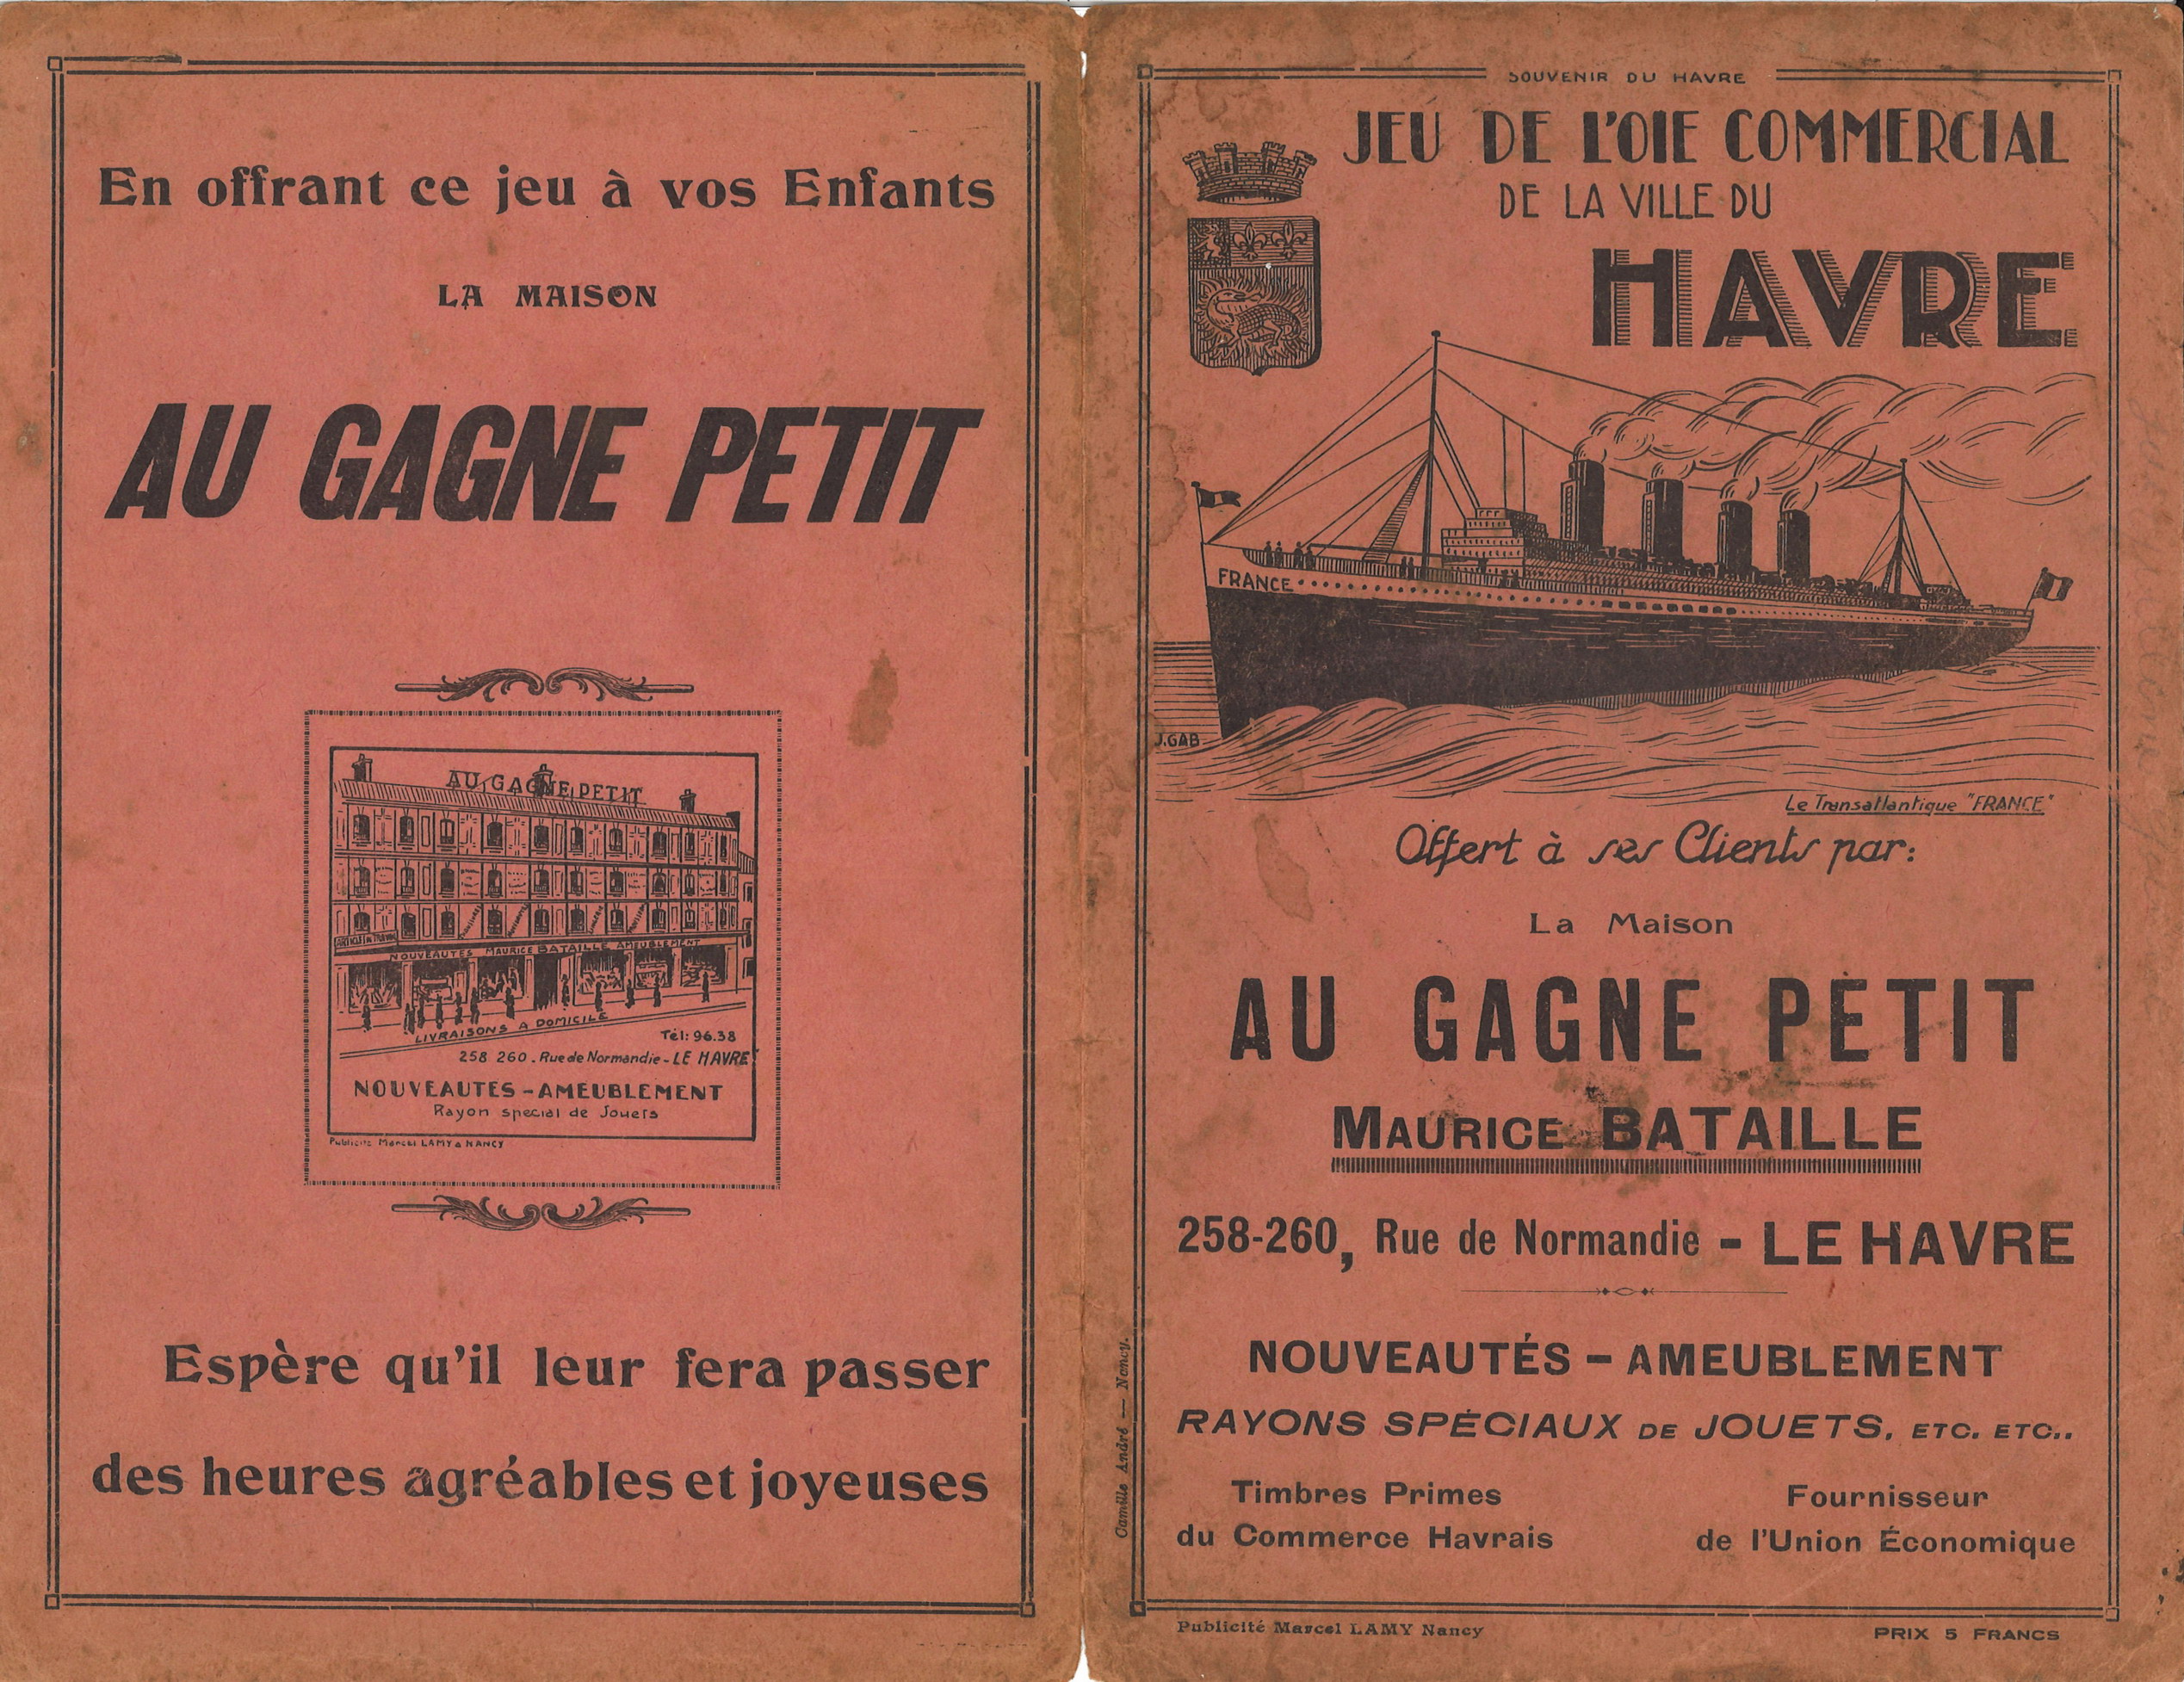 En offrant ce jeu à vos Enfants
LA MAISON
AU GAGNE PETIT
AU GAGNE PETIT
NOUVEAUTES MAURICE BATAILLE AMEUBLEMENT
LIVRAISONS A DOMICILE
Tél: 96.38
258 260. Rue de Normandie - LE HAVRE
NOUVEAUTES - AMEUBLEMENT
Rayon special de Jouets
Publicité Marcel LAMY à NANCY
Espère qu'il leur fera passer
des heures agréables et joyeuses
Camille André — Nancy.
SOUVENIR DU HAVRE
JEU DE L'OIE COMMERCIAL
DE LA VILLE DU
HAVRE
FRANCE
J.GAB
Le Transatlantique "FRANCE"
Offert à ses Clients par:
La Maison
AU GAGNE PETIT
MAURICE BATAILLE
258-260, Rue de Normandie - LE HAVRE
NOUVEAUTÉS - AMEUBLEMENT
RAYONS SPÉCIAUX DE JOUETS, ETC. ETC..
Timbres Primes
du Commerce Havrais
Fournisseur
de l'Union Économique
Publicité Marcel LAMY Nancy
PRIX 5 FRANCS